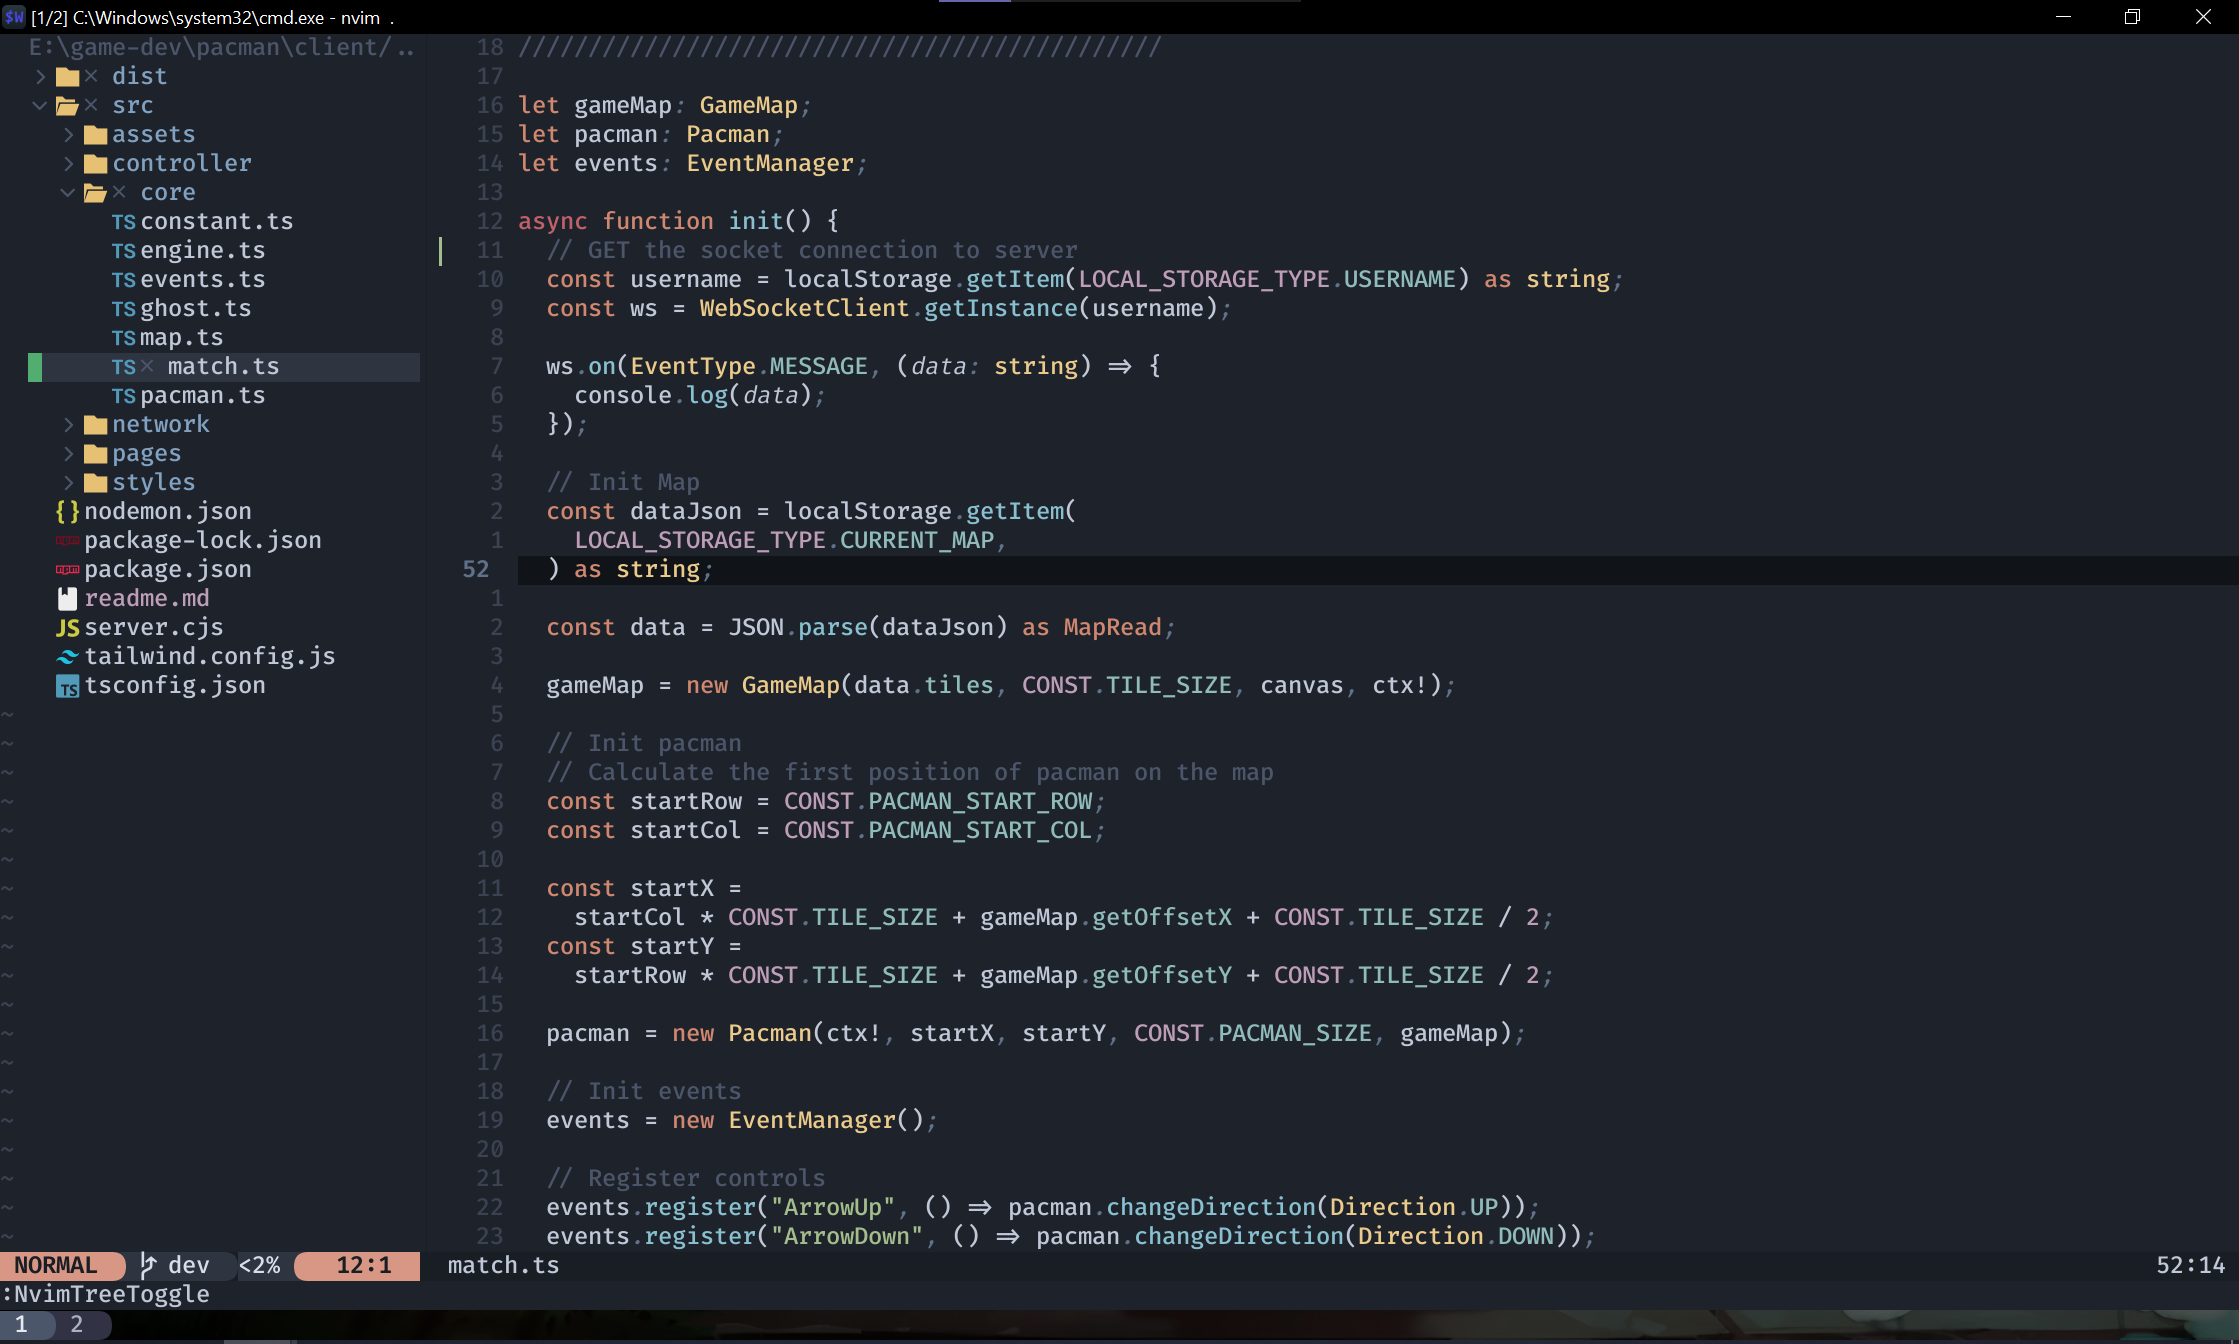 [1/2] C:\Windows\system32\cmd.exe - nvim .
E:\game-dev\pacman\client/..
dist
src
assets
controller
core
TS constant.ts
TS engine.ts
TS events.ts
TS ghost.ts
TS map.ts
TS match.ts
TS pacman.ts
network
pages
styles
{} nodemon.json
package-lock.json
package.json
readme.md
JS server.cjs
tailwind.config.js
TS tsconfig.json
18 //////////////////////////////////////////////
17
16 let gameMap: GameMap;
15 let pacman: Pacman;
14 let events: EventManager;
13
12 async function init() {
11 // GET the socket connection to server
10 const username = localStorage.getItem(LOCAL_STORAGE_TYPE.USERNAME) as string;
9 const ws = WebSocketClient.getInstance(username);
8
7 ws.on(EventType.MESSAGE, (data: string) => {
6 console.log(data);
5 });
4
3 // Init Map
2 const dataJson = localStorage.getItem(
1 LOCAL_STORAGE_TYPE.CURRENT_MAP,
52 ) as string;
1
2 const data = JSON.parse(dataJson) as MapRead;
3
4 gameMap = new GameMap(data.tiles, CONST.TILE_SIZE, canvas, ctx!);
5
6 // Init pacman
7 // Calculate the first position of pacman on the map
8 const startRow = CONST.PACMAN_START_ROW;
9 const startCol = CONST.PACMAN_START_COL;
10
11 const startX =
12 startCol * CONST.TILE_SIZE + gameMap.getOffsetX + CONST.TILE_SIZE / 2;
13 const startY =
14 startRow * CONST.TILE_SIZE + gameMap.getOffsetY + CONST.TILE_SIZE / 2;
15
16 pacman = new Pacman(ctx!, startX, startY, CONST.PACMAN_SIZE, gameMap);
17
18 // Init events
19 events = new EventManager();
20
21 // Register controls
22 events.register("ArrowUp", () => pacman.changeDirection(Direction.UP));
23 events.register("ArrowDown", () => pacman.changeDirection(Direction.DOWN));
NORMAL dev <2% 12:1 match.ts 52:14
:NvimTreeToggle
1 2